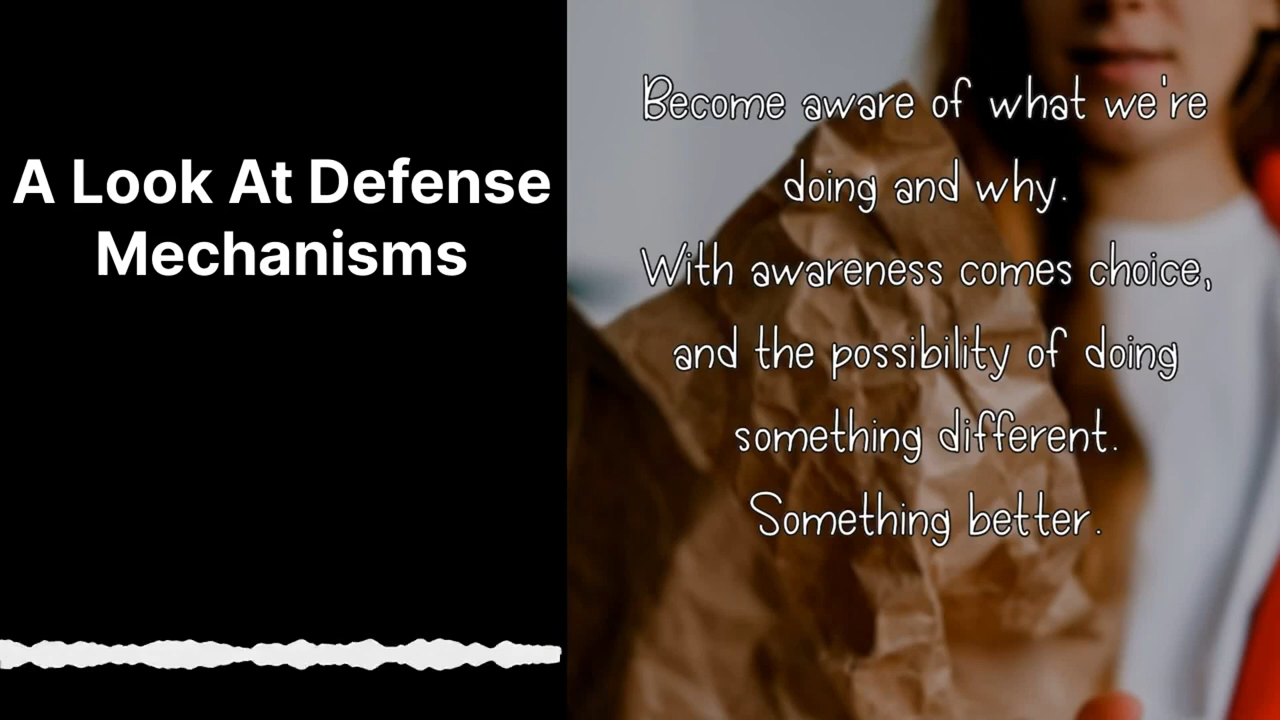 A Look At Defense
Mechanisms
Become aware of what we're
doing and why.
With awareness comes choice,
and the possibility of doing
something different.
Something better.